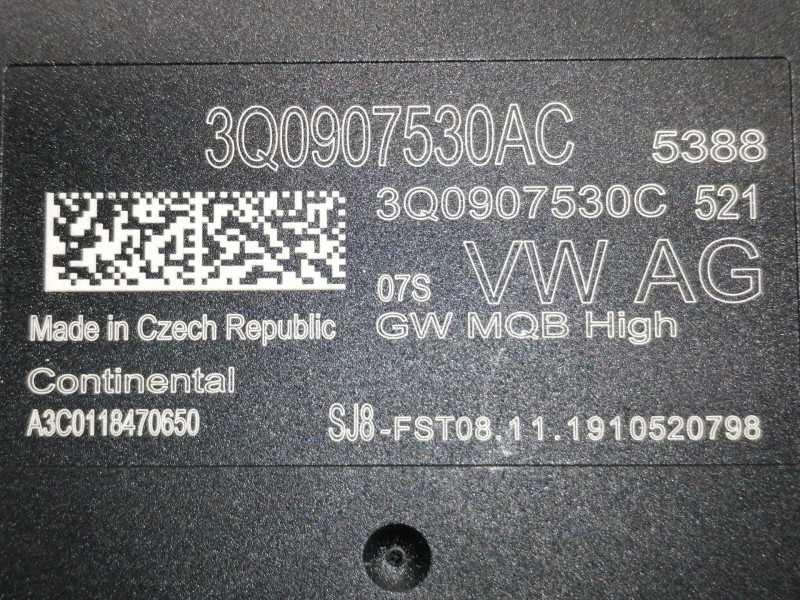 3Q0907530AC 5388
3Q0907530C 521
07S VW AG
Made in Czech Republic GW MQB High
Continental
A3C0118470650 SJ8-FST08.11.1910520798